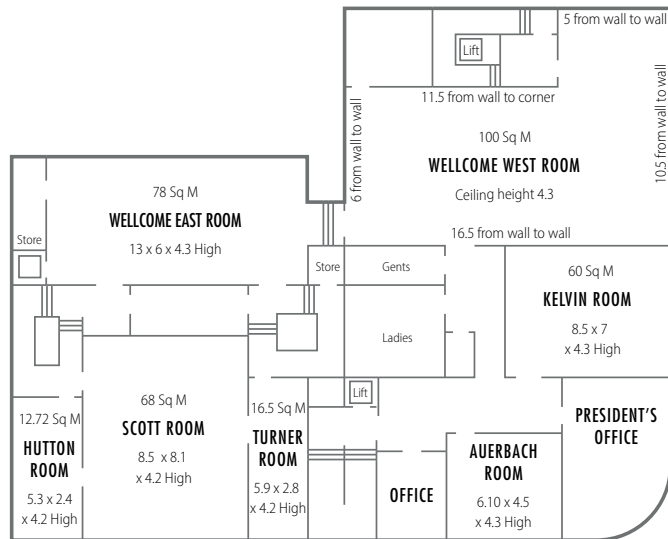 5 from wall to wall
Lift
11.5 from wall to corner
6 from wall to wall
10.5 from wall to wall
100 Sq M
WELLCOME WEST ROOM
Ceiling height 4.3
16.5 from wall to wall
78 Sq M
WELLCOME EAST ROOM
13 x 6 x 4.3 High
Store
Store
Gents
Ladies
60 Sq M
KELVIN ROOM
8.5 x 7
x 4.3 High
Lift
12.72 Sq M
HUTTON
ROOM
5.3 x 2.4
x 4.2 High
68 Sq M
SCOTT ROOM
8.5 x 8.1
x 4.2 High
16.5 Sq M
TURNER
ROOM
5.9 x 2.8
x 4.2 High
OFFICE
AUERBACH
ROOM
6.10 x 4.5
x 4.3 High
PRESIDENT'S
OFFICE